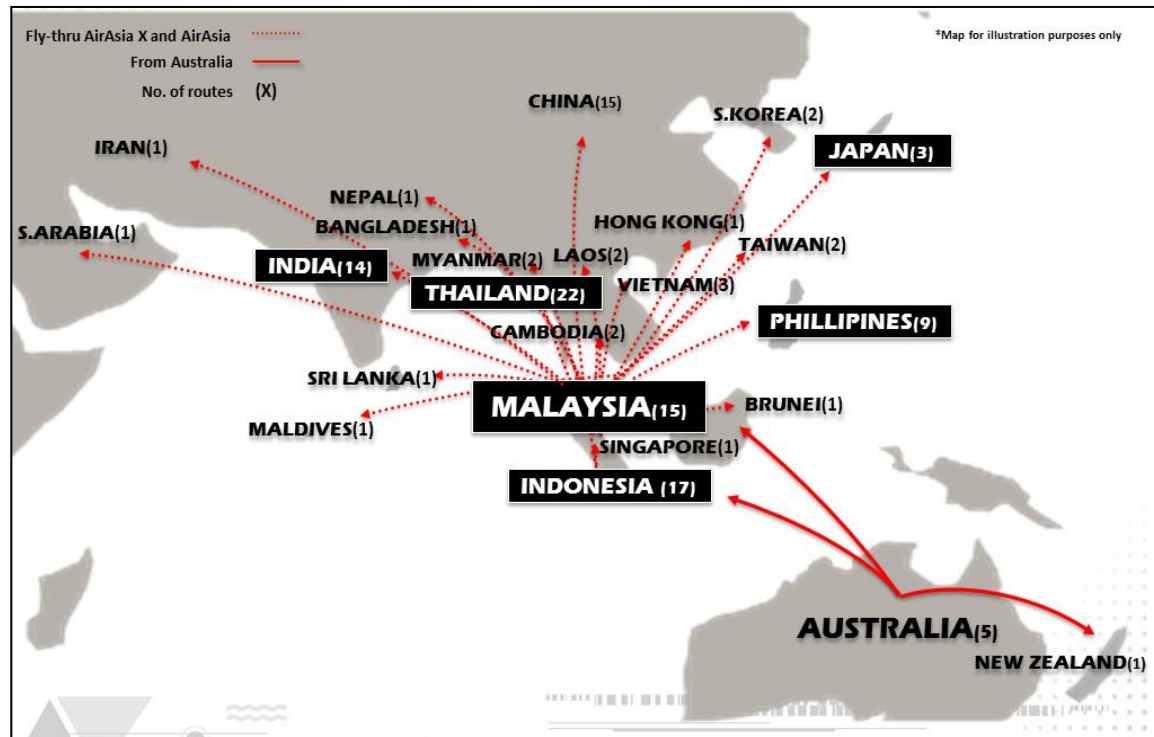 Fly-thru AirAsia X and AirAsia
*Map for illustration purposes only
From Australia
No. of routes (X)
CHINA(15)
S.KOREA(2)
IRAN(1)
JAPAN(3)
NEPAL(1)
BANGLADESH(1)
HONG KONG(1)
S.ARABIA(1)
TAIWAN(2)
INDIA(14)
MYANMAR(2)
LAOS(2)
THAILAND(22)
VIETNAM(3)
PHILLIPINES(9)
CAMBODIA(2)
SRI LANKA(1)
MALAYSIA(15)
BRUNEI(1)
MALDIVES(1)
SINGAPORE(1)
INDONESIA (17)
AUSTRALIA(5)
NEW ZEALAND(1)